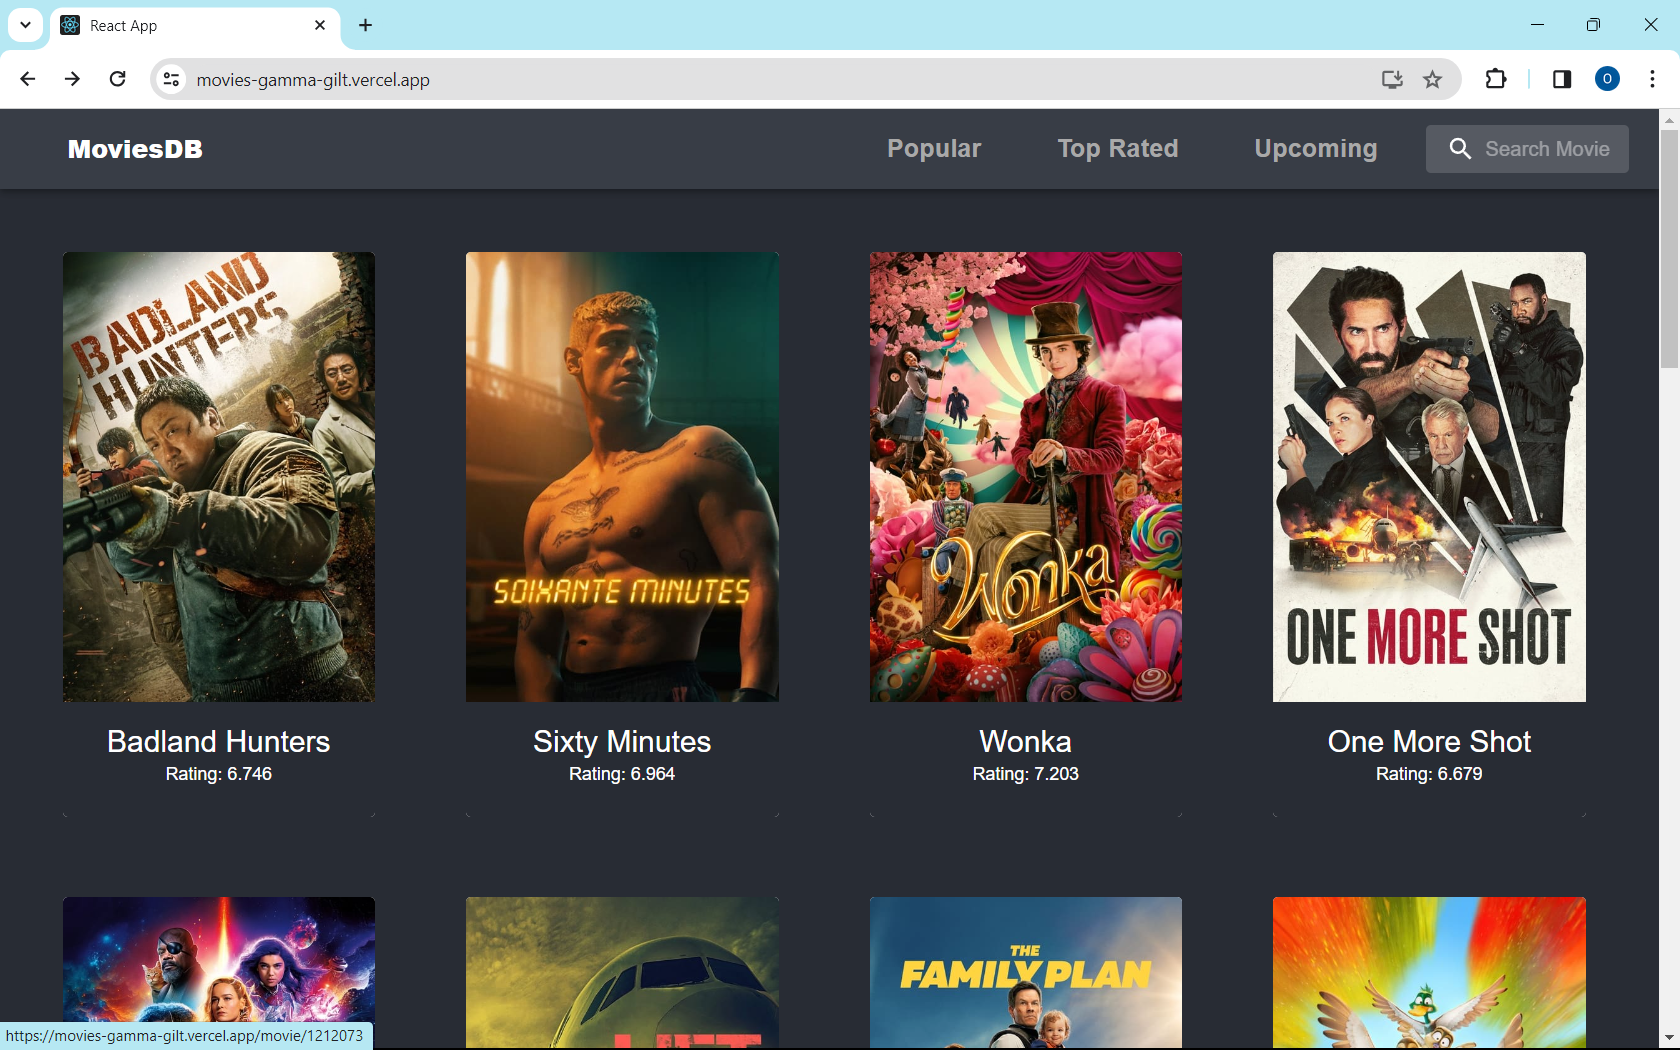 React App
movies-gamma-gilt.vercel.app
O
MoviesDB
Popular
Top Rated
Upcoming
Search Movie
BADLAND
HUNTERS
SOIXANTE MINUTES
Wonka
ONE MORE SHOT
Badland Hunters
Rating: 6.746
Sixty Minutes
Rating: 6.964
Wonka
Rating: 7.203
One More Shot
Rating: 6.679
LIFT
THE
FAMILY PLAN
https://movies-gamma-gilt.vercel.app/movie/1212073